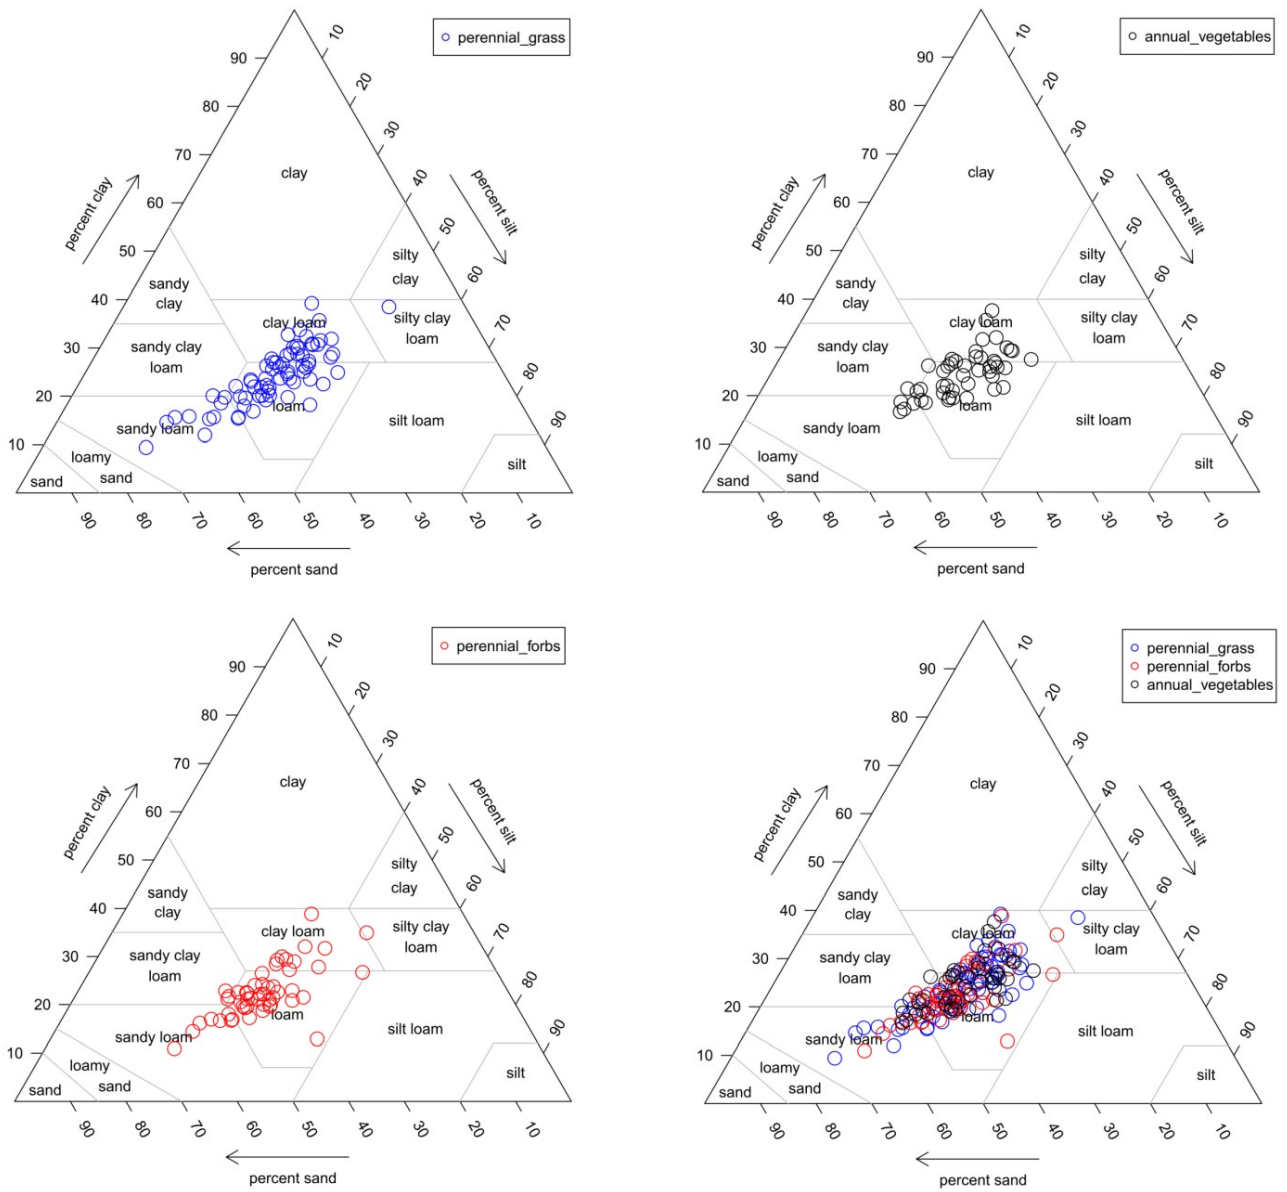 perennial_grass
90
80
70
60
50
40
30
20
10
10
20
30
40
50
60
70
80
90
90
80
70
60
50
40
30
20
10
percent clay
percent silt
percent sand
clay
silty
clay
sandy
clay
clay loam
silty clay
loam
sandy clay
loam
loam
sandy loam
silt loam
loamy
sand
sand
silt
annual_vegetables
90
80
70
60
50
40
30
20
10
10
20
30
40
50
60
70
80
90
90
80
70
60
50
40
30
20
10
percent clay
percent silt
percent sand
clay
silty
clay
sandy
clay
clay loam
silty clay
loam
sandy clay
loam
loam
sandy loam
silt loam
loamy
sand
sand
silt
perennial_forbs
90
80
70
60
50
40
30
20
10
10
20
30
40
50
60
70
80
90
90
80
70
60
50
40
30
20
10
percent clay
percent silt
percent sand
clay
silty
clay
sandy
clay
clay loam
silty clay
loam
sandy clay
loam
loam
sandy loam
silt loam
loamy
sand
sand
silt
perennial_grass
perennial_forbs
annual_vegetables
90
80
70
60
50
40
30
20
10
10
20
30
40
50
60
70
80
90
90
80
70
60
50
40
30
20
10
percent clay
percent silt
percent sand
clay
silty
clay
sandy
clay
clay loam
silty clay
loam
sandy clay
loam
loam
sandy loam
silt loam
loamy
sand
sand
silt